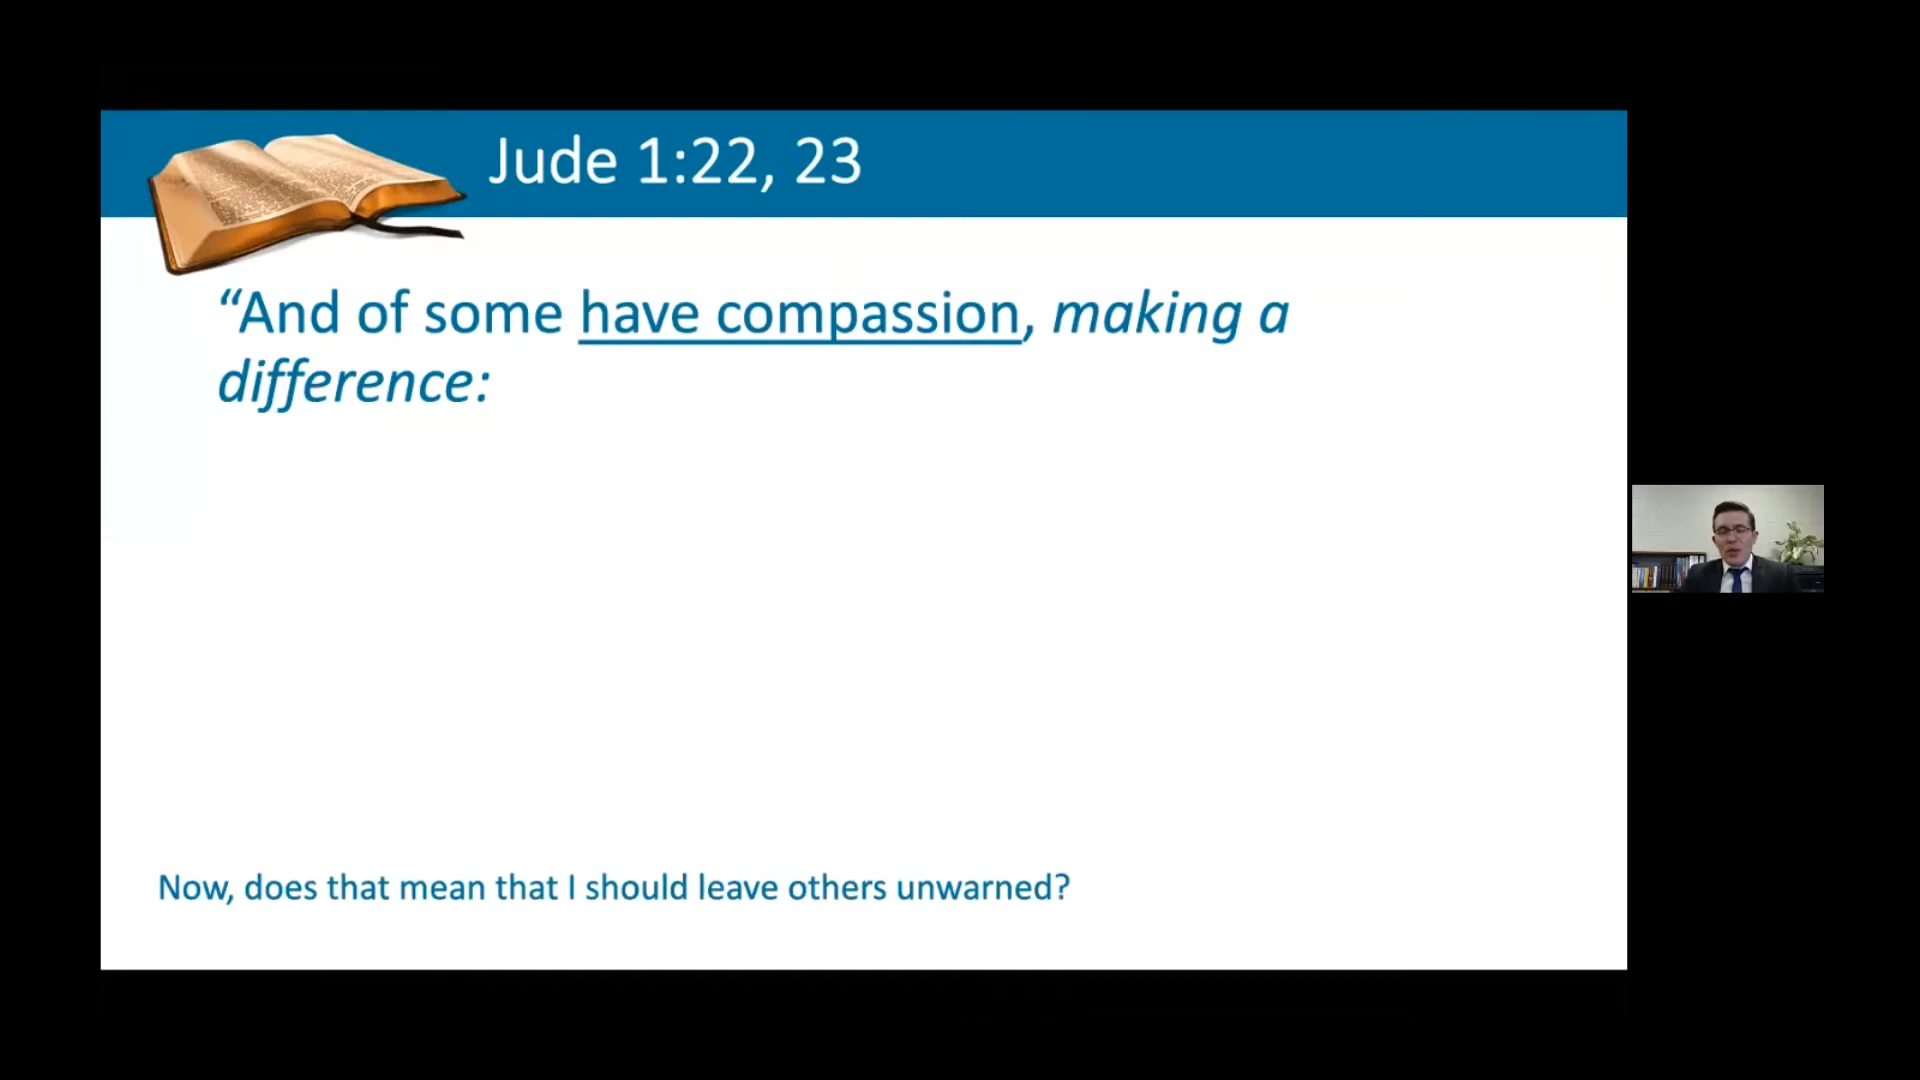 Jude 1:22, 23
“And of some have compassion, making a
difference:
Now, does that mean that I should leave others unwarned?